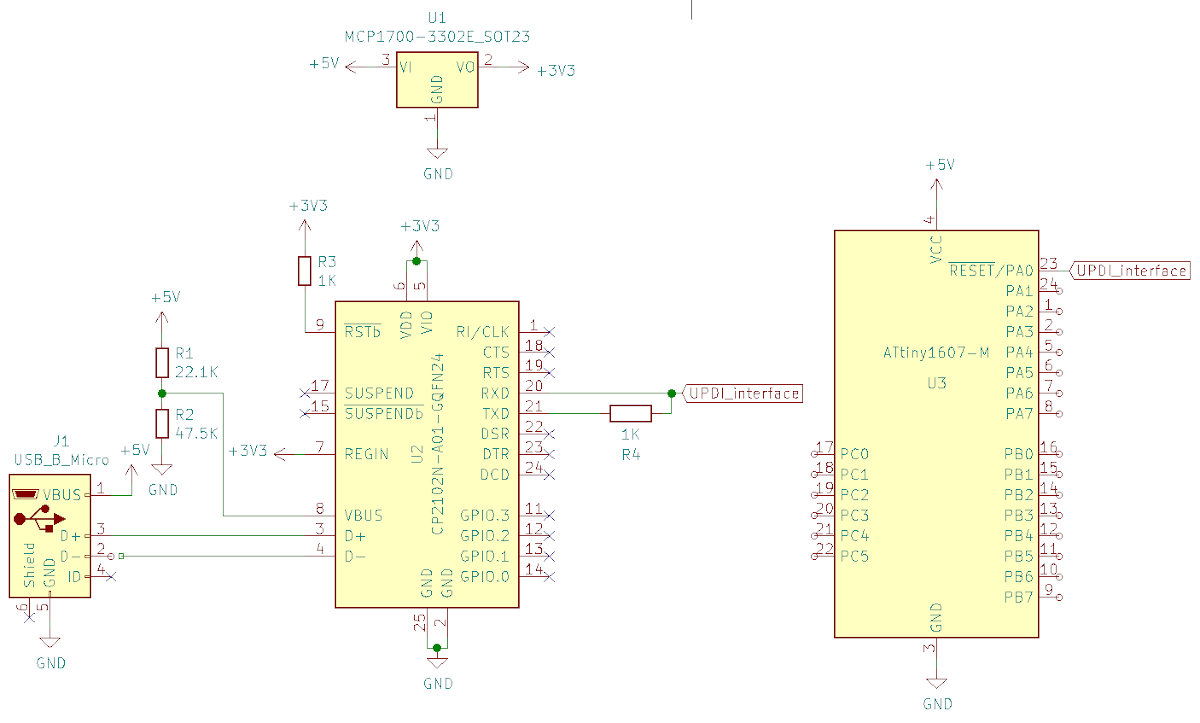 U1
MCP1700-3302E_SOT23
+5V 3 VI VO 2 +3V3
GND
1
GND
+3V3
R3
1K
+3V3
6 5
VDD VIO
9 RSTb
17 SUSPEND
15 SUSPENDb
+3V3 7 REGIN
8 VBUS
3 D+
4 D-
U2
CP2102N-A01-GQFN24
RI/CLK 1
CTS 18
RTS 19
RXD 20
TXD 21
DSR 22
DTR 23
DCD 24
GPIO.3 11
GPIO.2 12
GPIO.1 13
GPIO.0 14
GND GND
25 2
GND
UPDI_interface
1K
R4
+5V
R1
22.1K
R2
47.5K
GND
J1
USB_B_Micro
+5V
VBUS 1
D+ 3
D- 2
ID 4
Shield GND
6 5
GND
+5V
4
VCC
RESET/PA0 23 UPDI_interface
PA1 24
PA2 1
PA3 2
PA4 5
PA5 6
PA6 7
PA7 8
ATtiny1607-M
U3
17 PC0
18 PC1
19 PC2
20 PC3
21 PC4
22 PC5
PB0 16
PB1 15
PB2 14
PB3 13
PB4 12
PB5 11
PB6 10
PB7 9
GND
3
GND